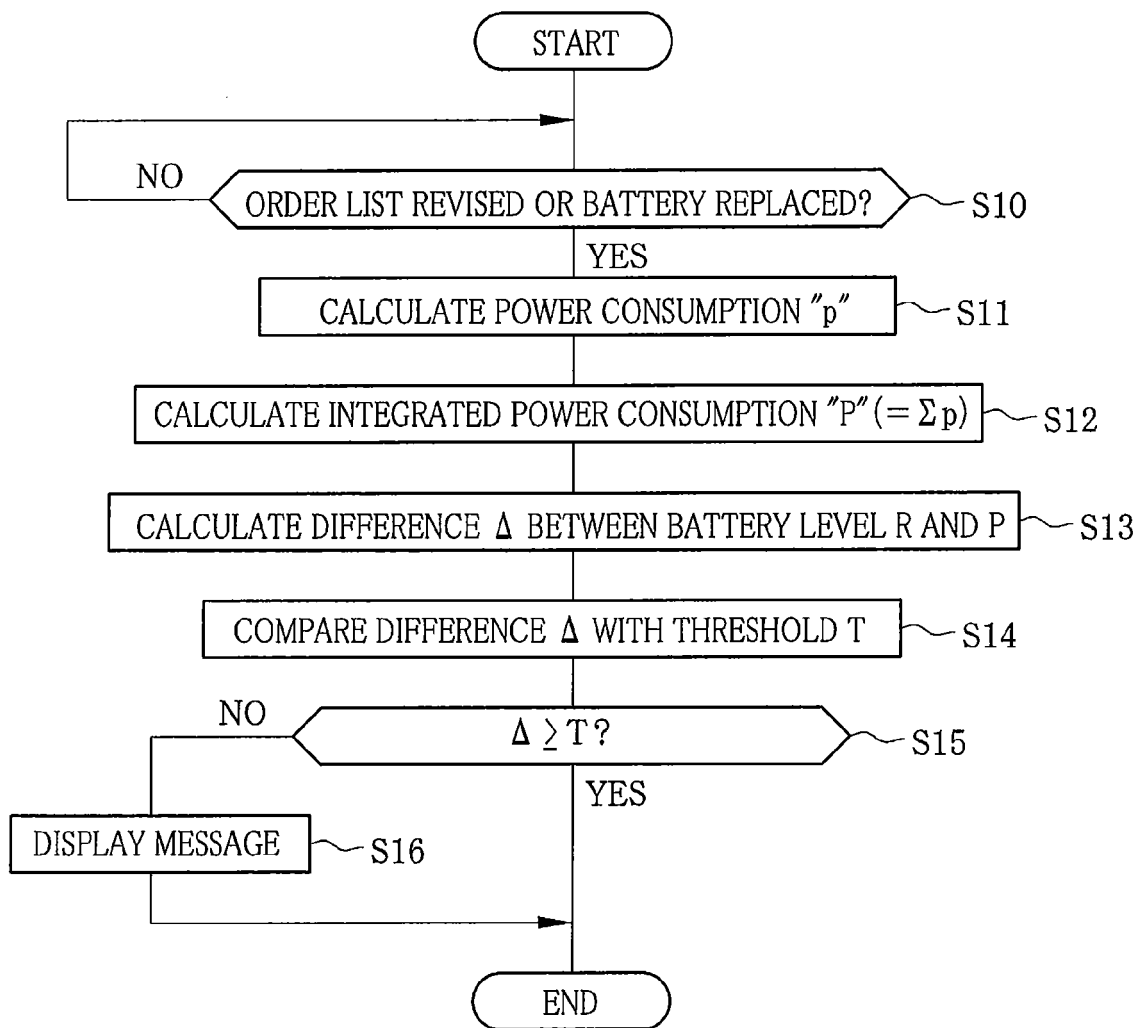 START
NO
ORDER LIST REVISED OR BATTERY REPLACED?
S10
YES
CALCULATE POWER CONSUMPTION "p"
S11
CALCULATE INTEGRATED POWER CONSUMPTION "P" (= Σp)
S12
CALCULATE DIFFERENCE Δ BETWEEN BATTERY LEVEL R AND P
S13
COMPARE DIFFERENCE Δ WITH THRESHOLD T
S14
NO
Δ ≥ T?
S15
YES
DISPLAY MESSAGE
S16
END